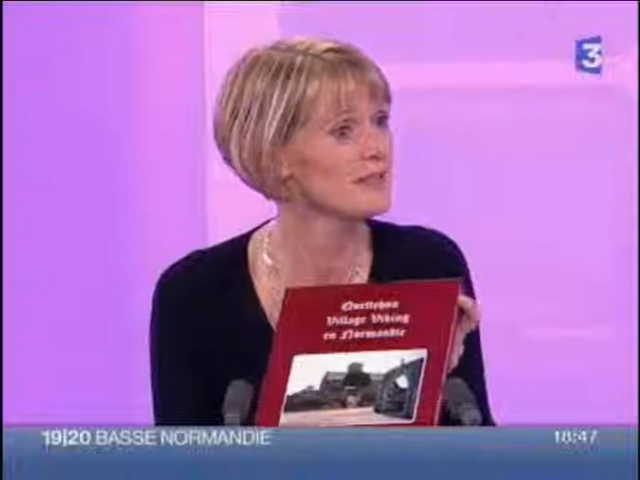 3
Quettehou
Village Viking
en Normandie
19|20 BASSE NORMANDIE
18:47